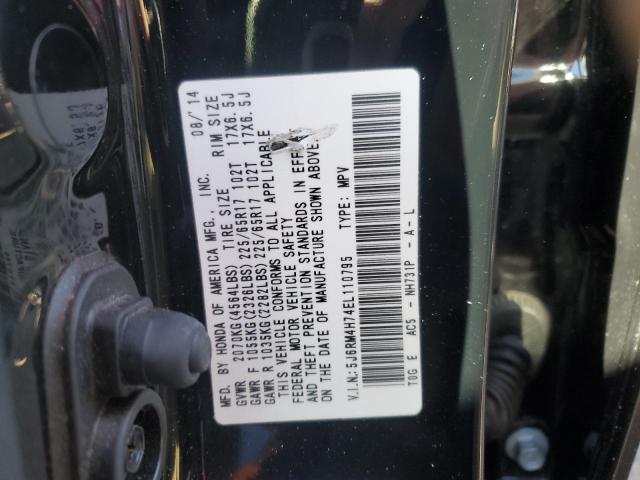 MFD. BY HONDA OF AMERICA MFG., INC. 08/14
GVWR 2070KG(4564LBS) TIRE SIZE RIM SIZE
GAWR F 1055KG(2328LBS) 225/65R17 102T 17X6.5J
GAWR R 1035KG(2282LBS) 225/65R17 102T 17X6.5J
THIS VEHICLE CONFORMS TO ALL APPLICABLE
FEDERAL MOTOR VEHICLE SAFETY
AND THEFT PREVENTION STANDARDS IN EFF
ON THE DATE OF MANUFACTURE SHOWN ABOVE.
V.I.N.: 5J6RM4H74EL110795 TYPE: MPV
TOG E AC5 - NH731P - A - L